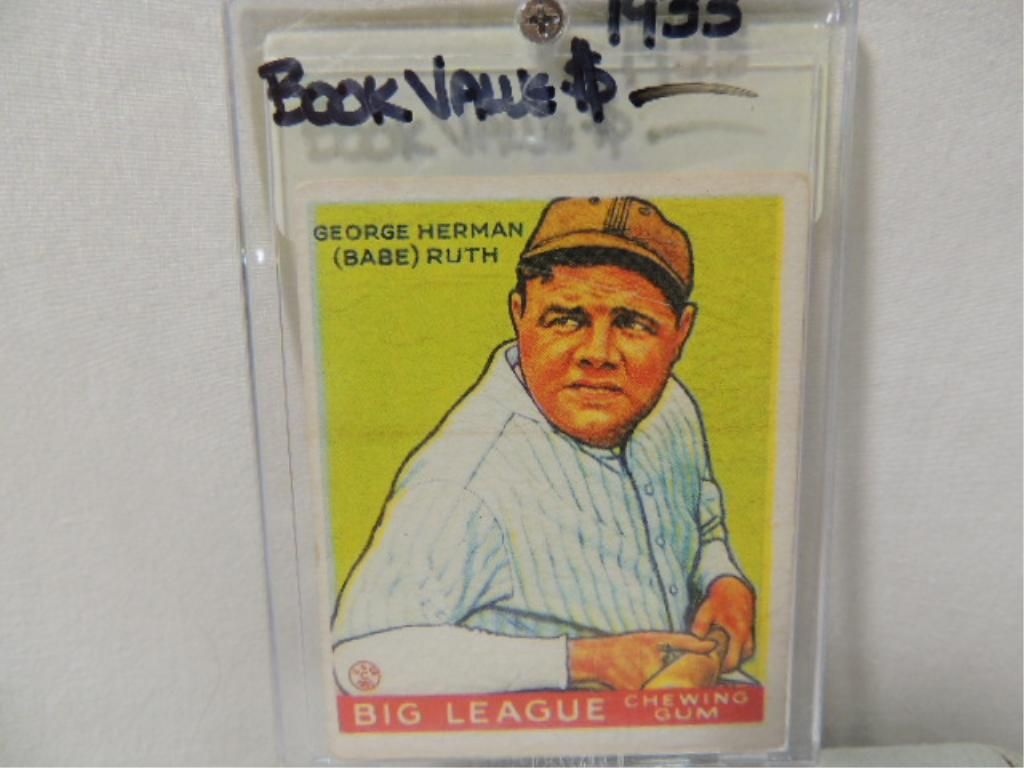 1933
BOOK VALUE $ —
GEORGE HERMAN
(BABE) RUTH
BIG LEAGUE CHEWING GUM